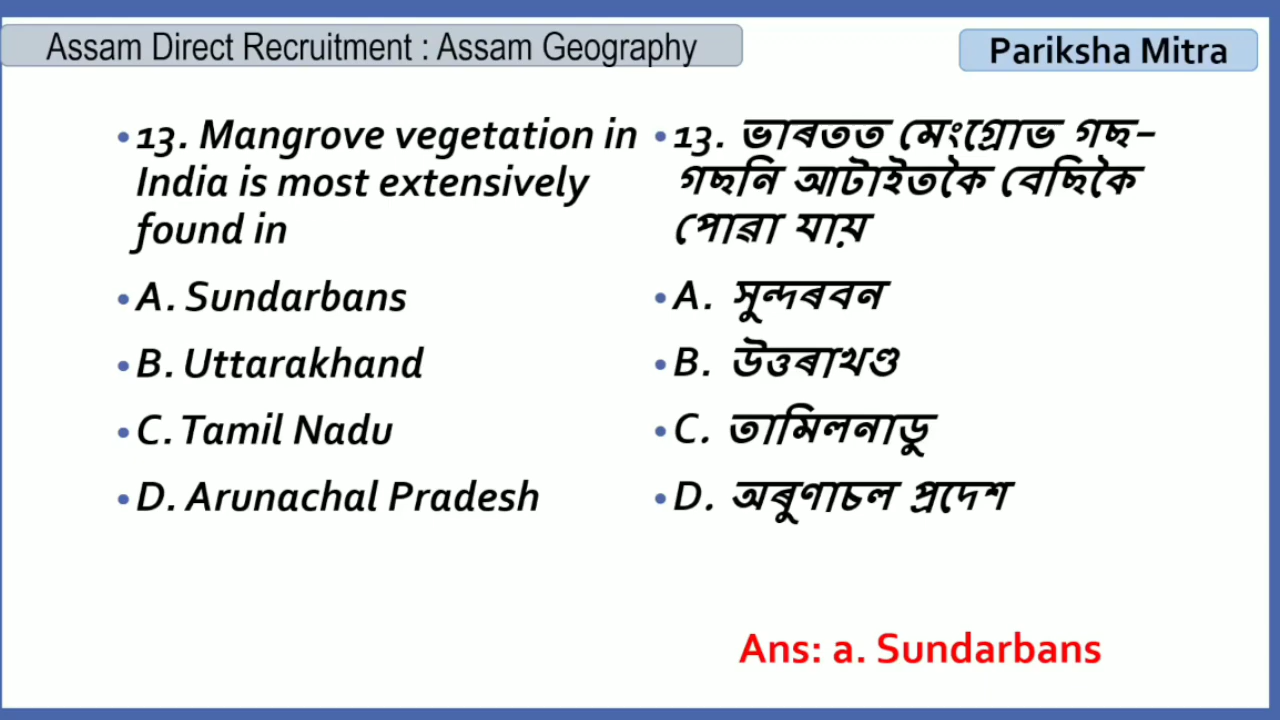 Assam Direct Recruitment : Assam Geography
Pariksha Mitra
• 13. Mangrove vegetation in
India is most extensively
found in
• A. Sundarbans
• B. Uttarakhand
• C. Tamil Nadu
• D. Arunachal Pradesh
• 13. ভাৰতত মেংগ্ৰোভ গছ-
গছনি আটাইতকৈ বেছিকৈ
পোৱা যায়
• A. সুন্দৰবন
• B. উত্তৰাখণ্ড
• C. তামিলনাডু
• D. অৰুণাচল প্ৰদেশ
Ans: a. Sundarbans